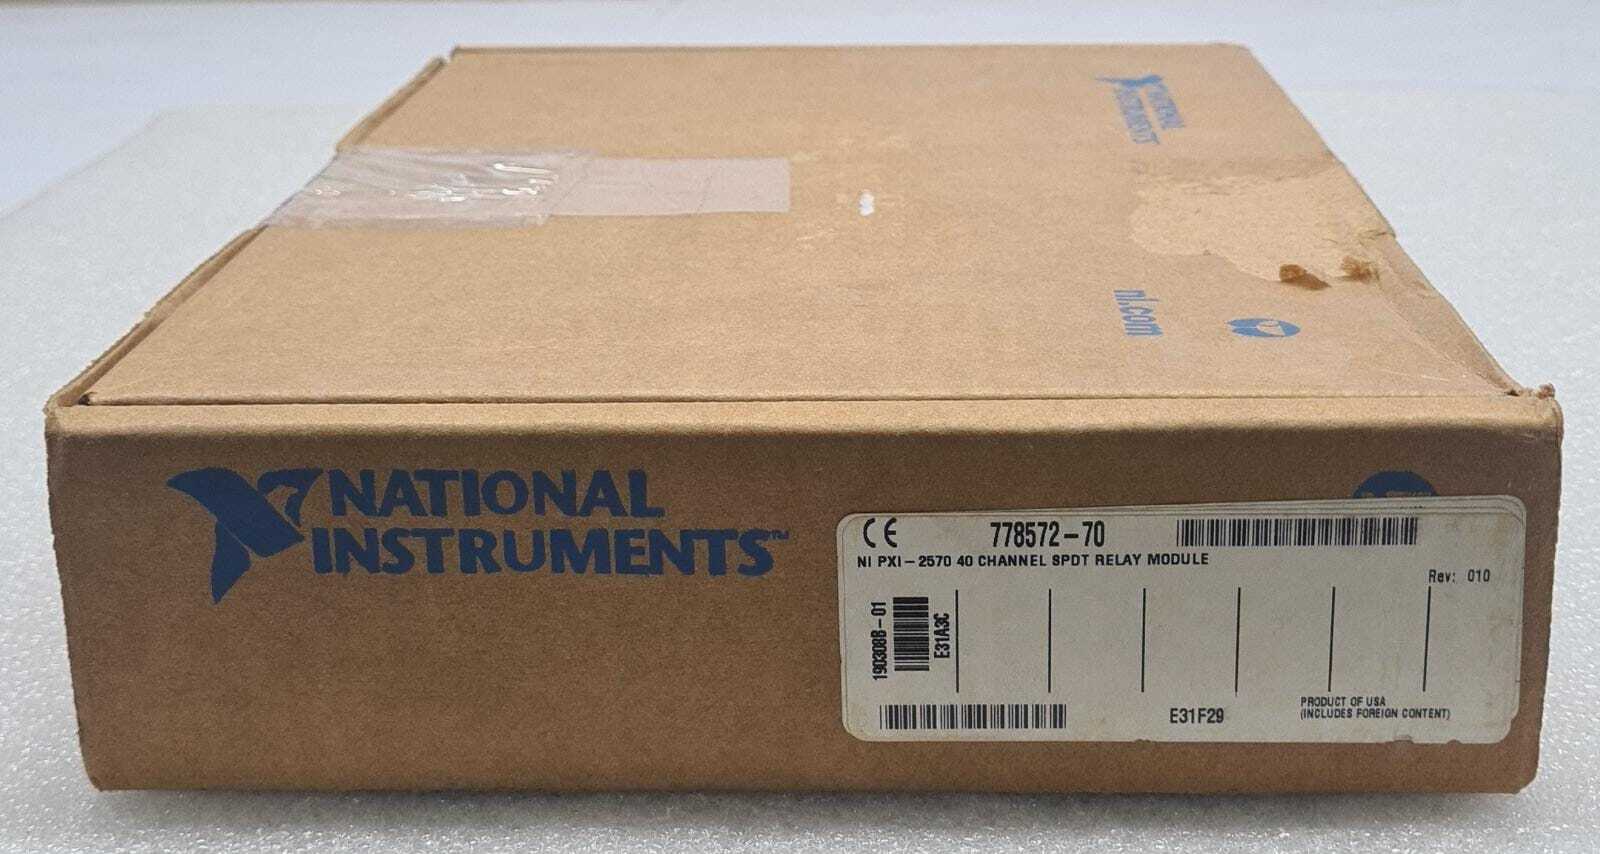 NATIONAL
INSTRUMENTS
ni.com
NATIONAL
INSTRUMENTS™
CE 778572-70
NI PXI-2570 40 CHANNEL SPDT RELAY MODULE
Rev: 010
190308B-01
E31A3C
E31F29
PRODUCT OF USA
(INCLUDES FOREIGN CONTENT)